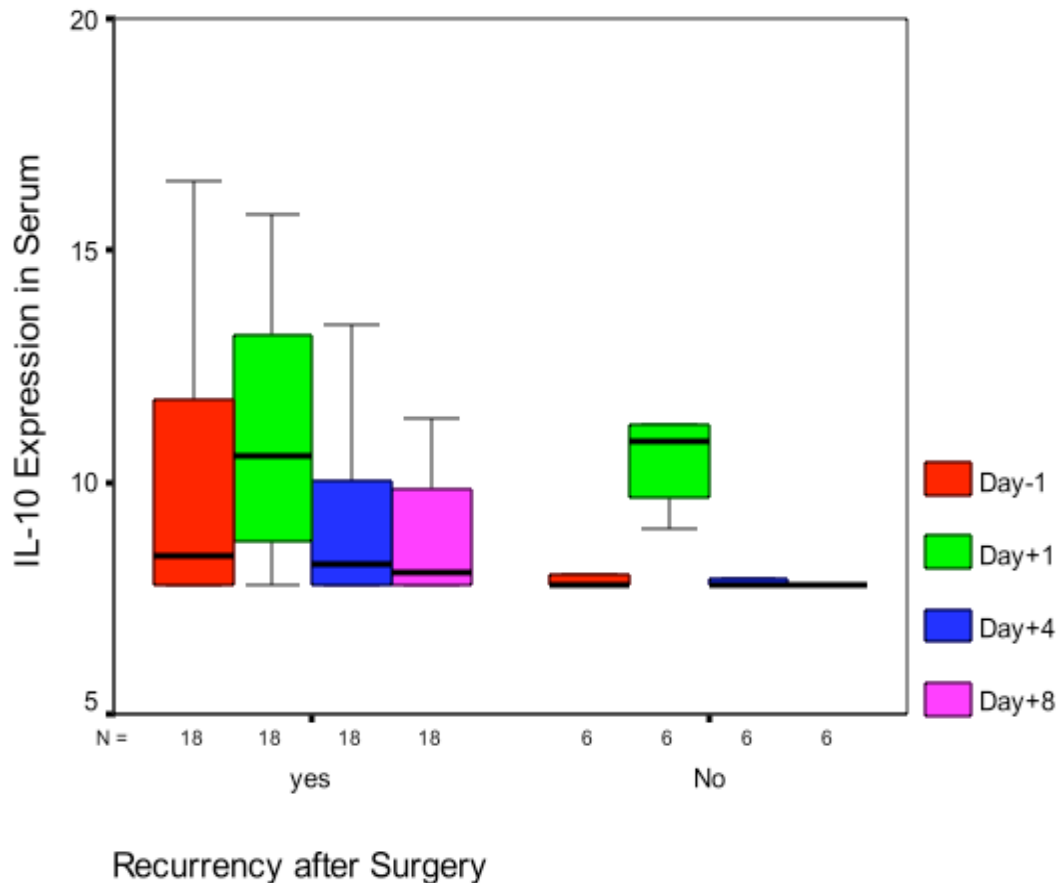 IL-10 Expression in Serum
20
15
10
5
N = 18 18 18 18 6 6 6 6
yes No
Recurrency after Surgery
Day-1
Day+1
Day+4
Day+8